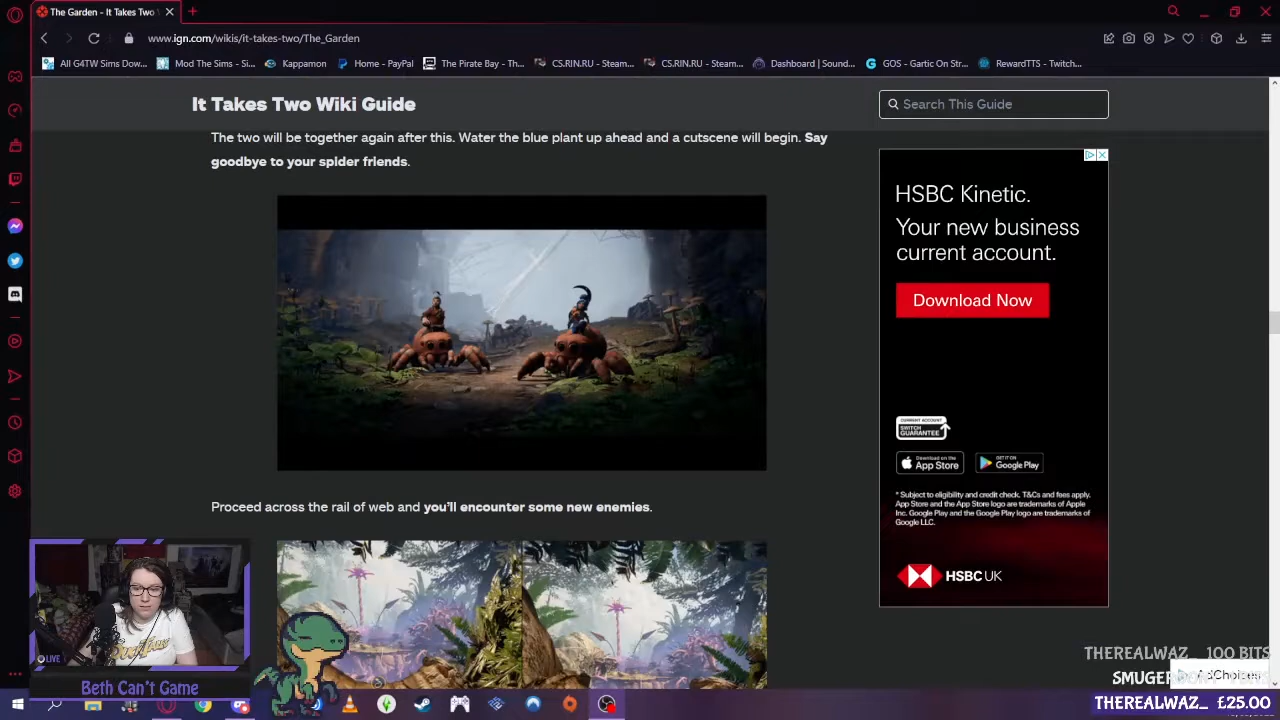 The Garden - It Takes Two
www.ign.com/wikis/it-takes-two/The_Garden
All G4TW Sims Dow...
Mod The Sims - Si...
Kappamon
Home - PayPal
The Pirate Bay - Th...
CS.RIN.RU - Steam...
CS.RIN.RU - Steam...
Dashboard | Sound...
GOS - Gartic On Str...
RewardTTS - Twitch...
It Takes Two Wiki Guide
Search This Guide
The two will be together again after this. Water the blue plant up ahead and a cutscene will begin. Say
goodbye to your spider friends.
Proceed across the rail of web and you'll encounter some new enemies.
HSBC Kinetic.
Your new business
current account.
Download Now
CURRENT ACCOUNT
SWITCH
GUARANTEE
Download on the
App Store
GET IT ON
Google Play
* Subject to eligibility and credit check. T&Cs and fees apply.
App Store and the App Store logo are trademarks of Apple
Inc. Google Play and the Google Play logo are trademarks of
Google LLC.
HSBC UK
LIVE
Beth Can't Game
THEREALWAZ_ 100 BITS
THEREALWAZ_ £25.00